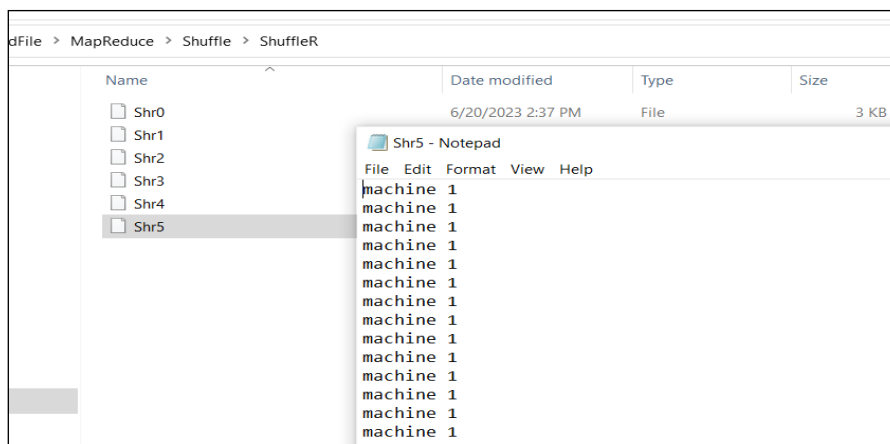 dFile > MapReduce > Shuffle > ShuffleR
Name Date modified Type Size
Shr0 6/20/2023 2:37 PM File 3 KB
Shr1
Shr2
Shr3
Shr4
Shr5
Shr5 - Notepad
File Edit Format View Help
machine 1
machine 1
machine 1
machine 1
machine 1
machine 1
machine 1
machine 1
machine 1
machine 1
machine 1
machine 1
machine 1
machine 1